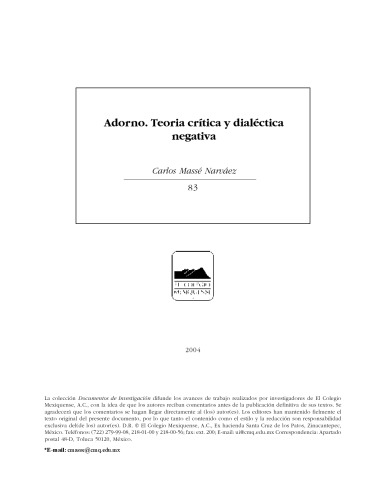 Adorno. Teoria crítica y dialéctica
negativa
Carlos Massé Narváez
83
EL COLEGIO
MEXIQUENSE
2004
La colección Documentos de Investigación difunde los avances de trabajo realizados por investigadores de El Colegio
Mexiquense, A.C., con la idea de que los autores reciban comentarios antes de la publicación definitiva de sus textos. Se
agradecerá que los comentarios se hagan llegar directamente al (los) autor(es). Los editores han mantenido fielmente el
texto original del presente documento, por lo que tanto el contenido como el estilo y la redacción son responsabilidad
exclusiva del(de los) autor(es). D.R. © El Colegio Mexiquense, A.C., Ex hacienda Santa Cruz de los Patos, Zinacantepec,
México. Teléfonos: (722) 279-99-08, 218-01-00 y 218-00-56; fax: ext. 200; E-mail: ui@cmq.edu.mx Correspondencia: Apartado
postal 48-D, Toluca 50120, México.
*E-mail: cmasse@cmq.edu.mx